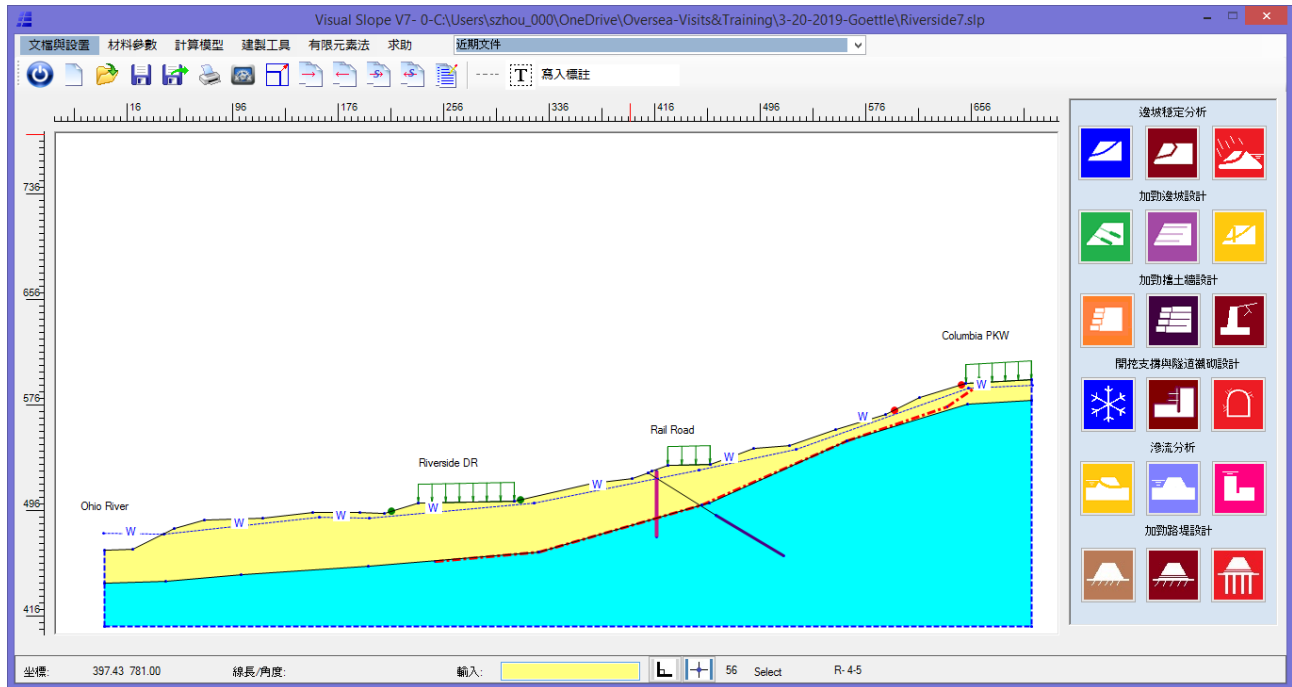 Visual Slope V7- 0-C:\Users\szhou_000\OneDrive\Oversea-Visits&Training\3-20-2019-Goettle\Riverside7.slp
文檔與設置 材料參數 計算模型 建製工具 有限元素法 求助 近期文件
T 寫入標註
16 96 176 256 336 416 496 576 656
736
656
576
496
416
Columbia PKW
W
Rail Road
W
W
Riverside DR
W
W
Ohio River
W
W
W
邊坡穩定分析
加勁邊坡設計
加勁擋土牆設計
開挖支撐與隧道襯砌設計
滲流分析
加勁路堤設計
坐標: 397.43 781.00 線長/角度: 輸入: 56 Select R- 4-5